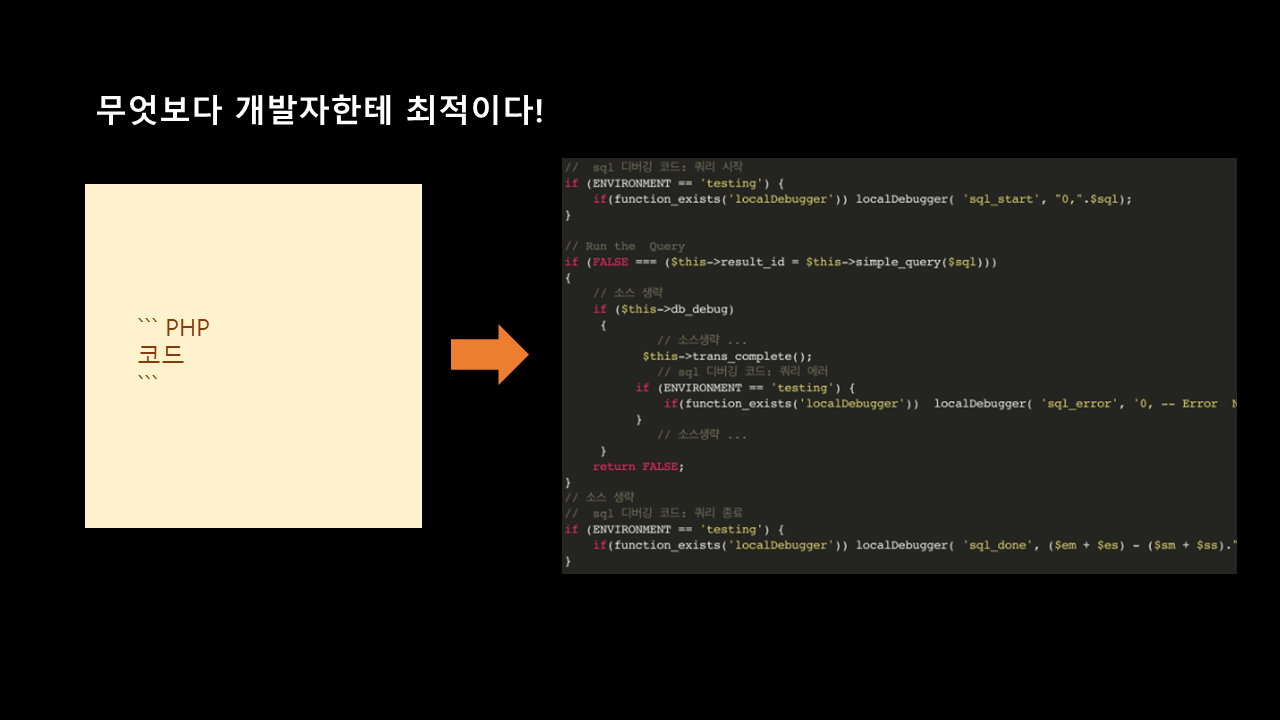 무엇보다 개발자한테 최적이다!
``` PHP
코드
```
//  sql 디버깅 코드: 쿼리 시작
if (ENVIRONMENT == 'testing') {
    if(function_exists('localDebugger')) localDebugger( 'sql_start', "0,".$sql);
}
// Run the  Query
if (FALSE === ($this->result_id = $this->simple_query($sql)))
{
    // 소스 생략
    if ($this->db_debug)
     {
             // 소스생략 ...
           $this->trans_complete();
             // sql 디버깅 코드: 쿼리 에러
          if (ENVIRONMENT == 'testing') {
              if(function_exists('localDebugger'))  localDebugger( 'sql_error', '0, -- Error
          }
             // 소스생략 ...
     }
    return FALSE;
}
// 소스 생략
//  sql 디버깅 코드: 쿼리 종료
if (ENVIRONMENT == 'testing') {
    if(function_exists('localDebugger')) localDebugger( 'sql_done', ($em + $es) - ($sm + $ss)."
}